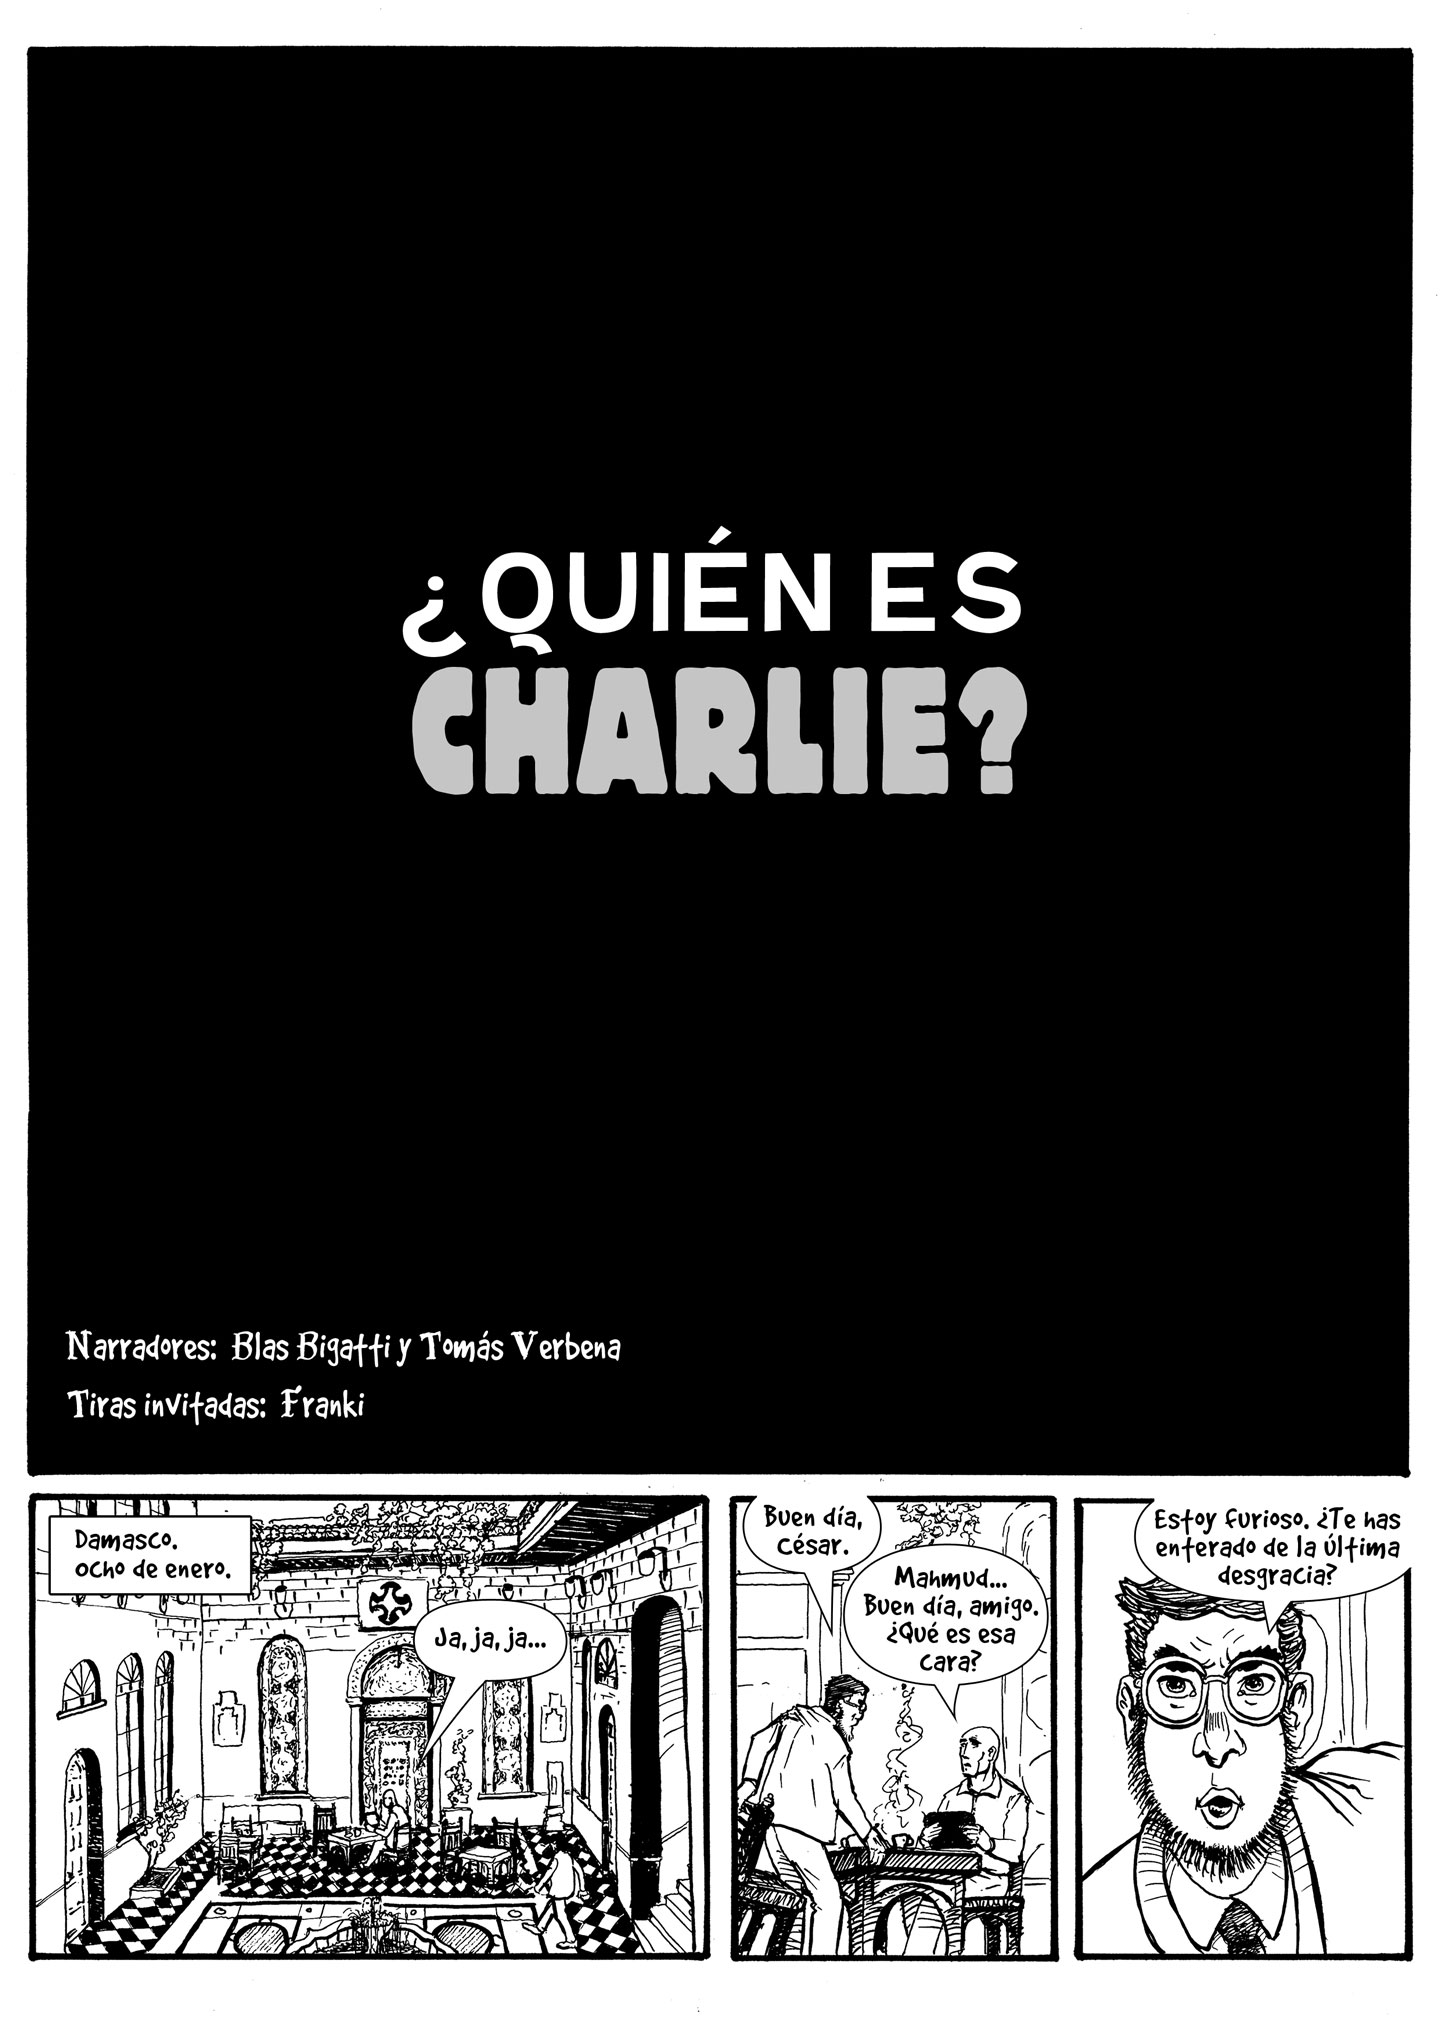 ¿QUIÉN ES
CHARLIE?
Narradores: Blas Bigatti y Tomás Verbena
Tiras invitadas: Franki
Damasco.
ocho de enero.
Ja, ja, ja...
Buen día,
César.
Mahmud...
Buen día, amigo.
¿Qué es esa
cara?
Estoy furioso. ¿Te has
enterado de la última
desgracia?